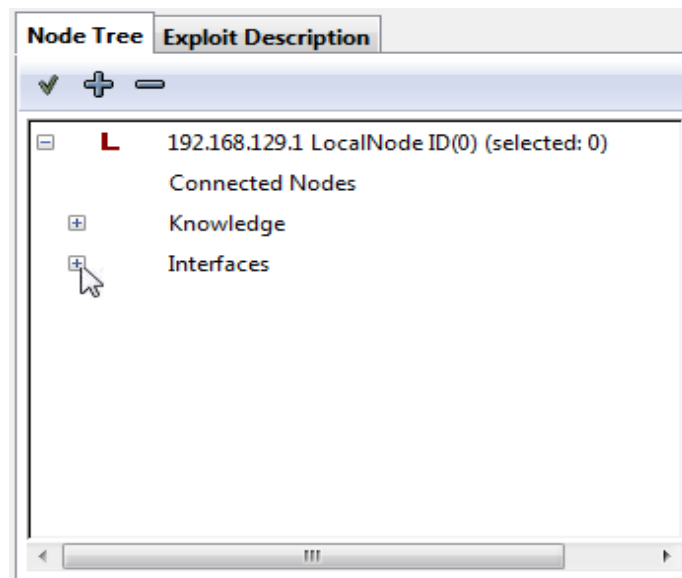 Node Tree Exploit Description
L 192.168.129.1 LocalNode ID(0) (selected: 0)
Connected Nodes
Knowledge
Interfaces